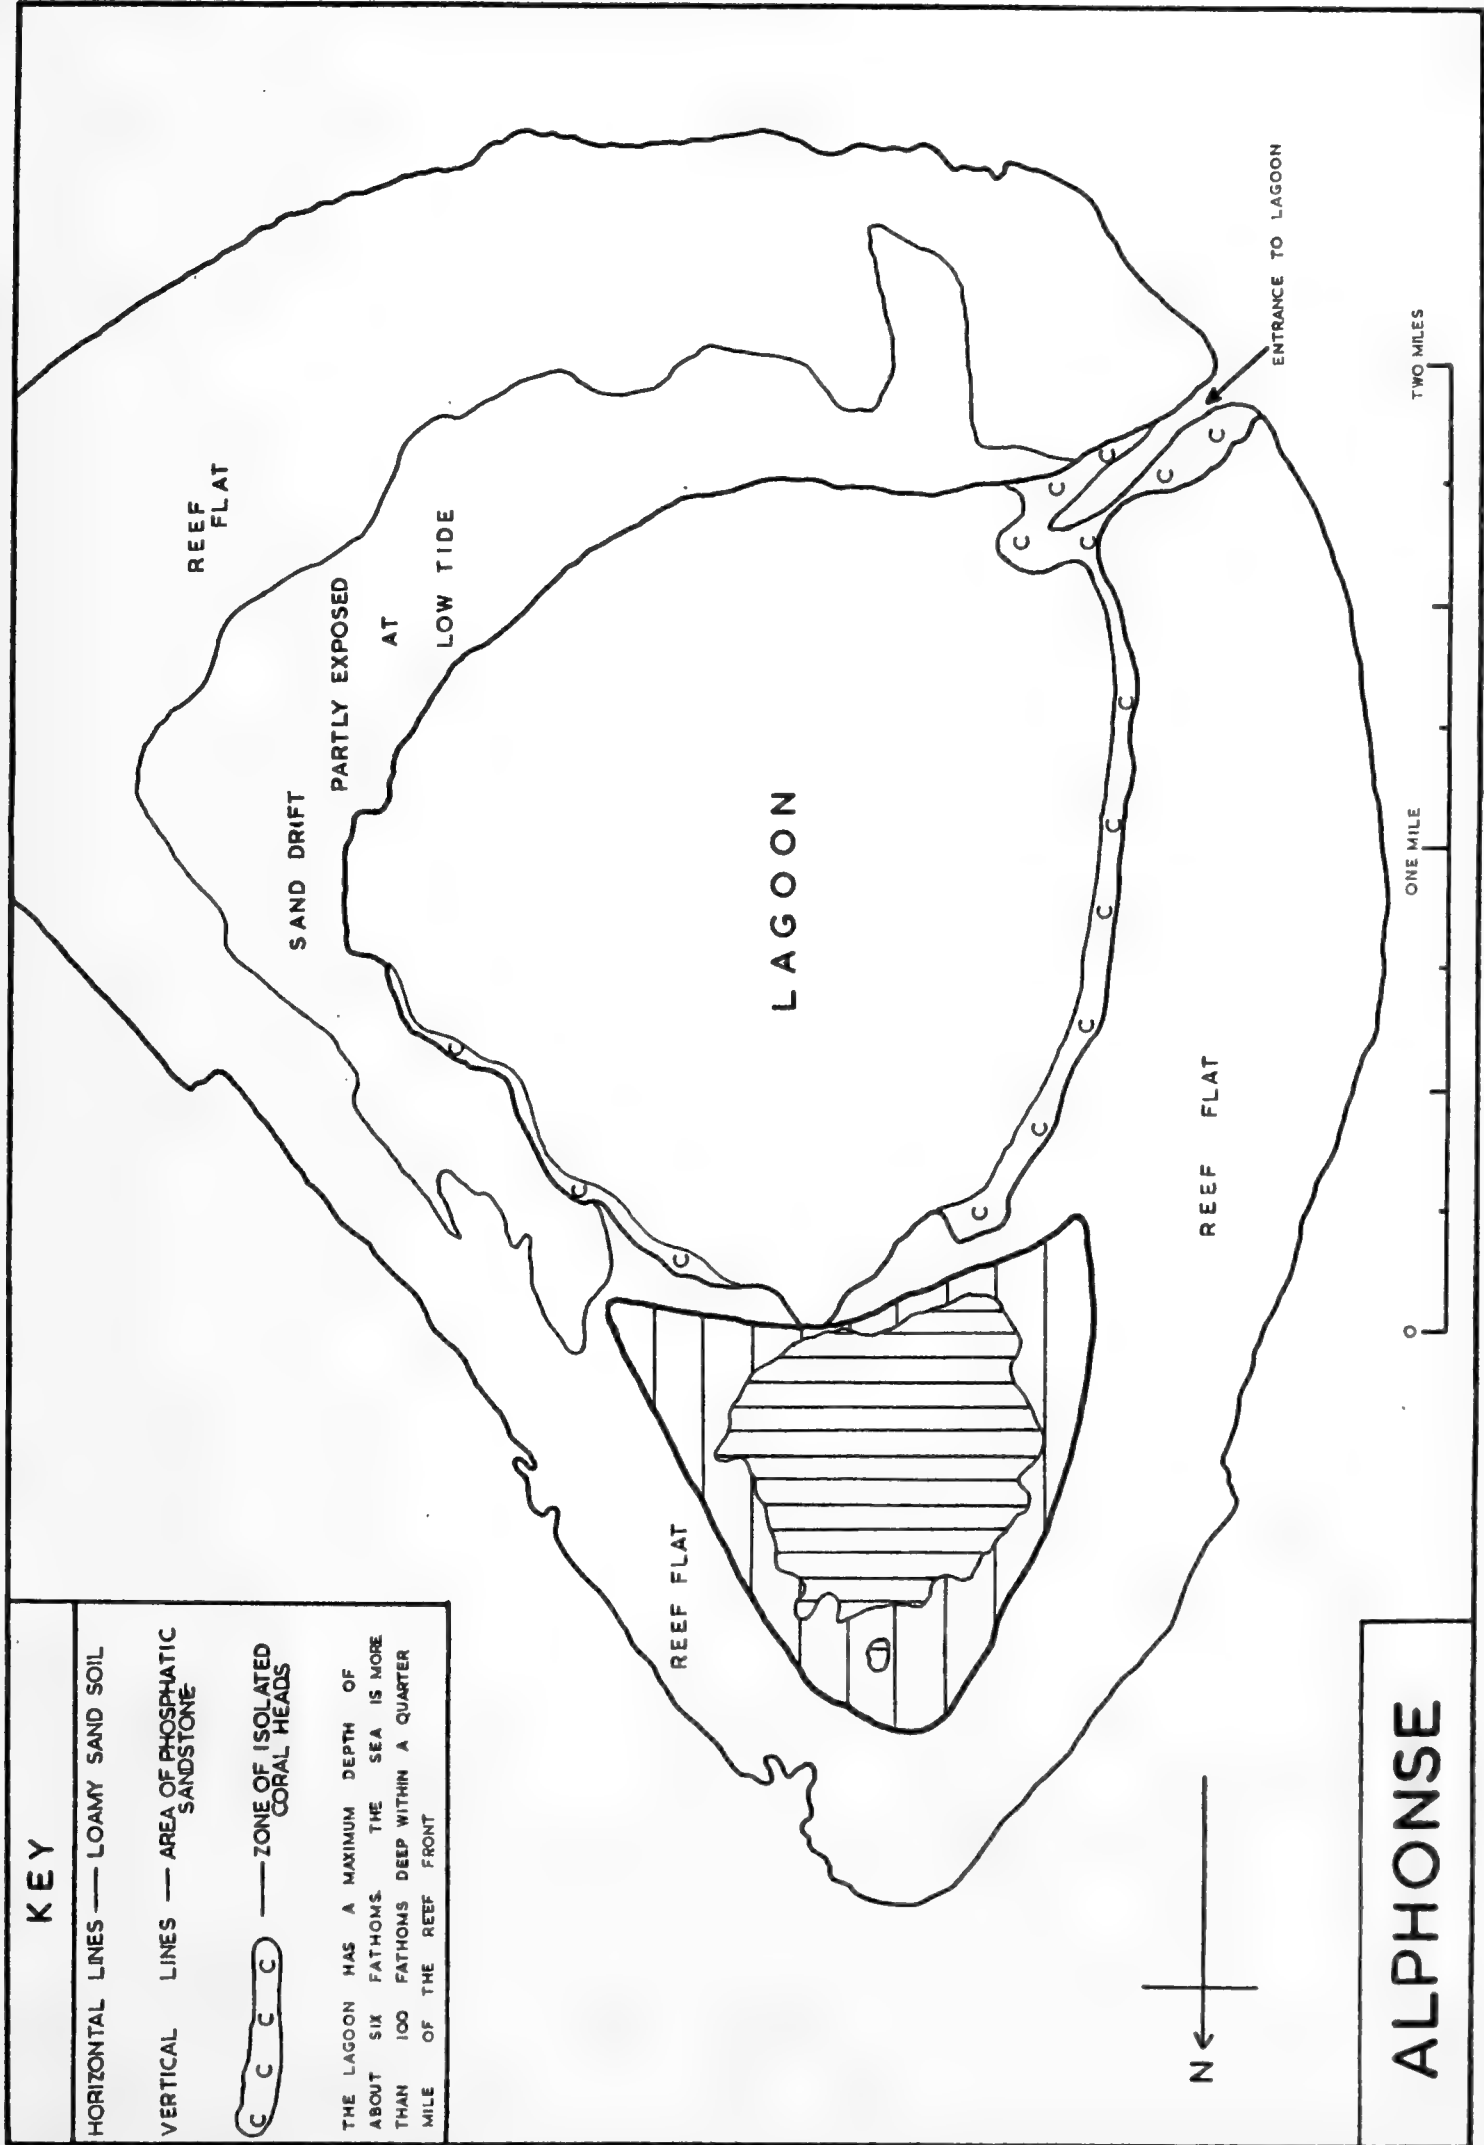 KEY
HORIZONTAL LINES — LOAMY SAND SOIL
VERTICAL LINES — AREA OF PHOSPHATIC
SANDSTONE
C C C C — ZONE OF ISOLATED
CORAL HEADS
THE LAGOON HAS A MAXIMUM DEPTH OF
ABOUT SIX FATHOMS. THE SEA IS MORE
THAN 100 FATHOMS DEEP WITHIN A QUARTER
MILE OF THE REEF FRONT
REEF
FLAT
SAND DRIFT
PARTLY EXPOSED
AT
LOW TIDE
C
C
C
LAGOON
REEF FLAT
C
C
C
C
C
C
C
C
C
C
C
C
REEF FLAT
ENTRANCE TO LAGOON
N
O
ONE MILE
TWO MILES
ALPHONSE